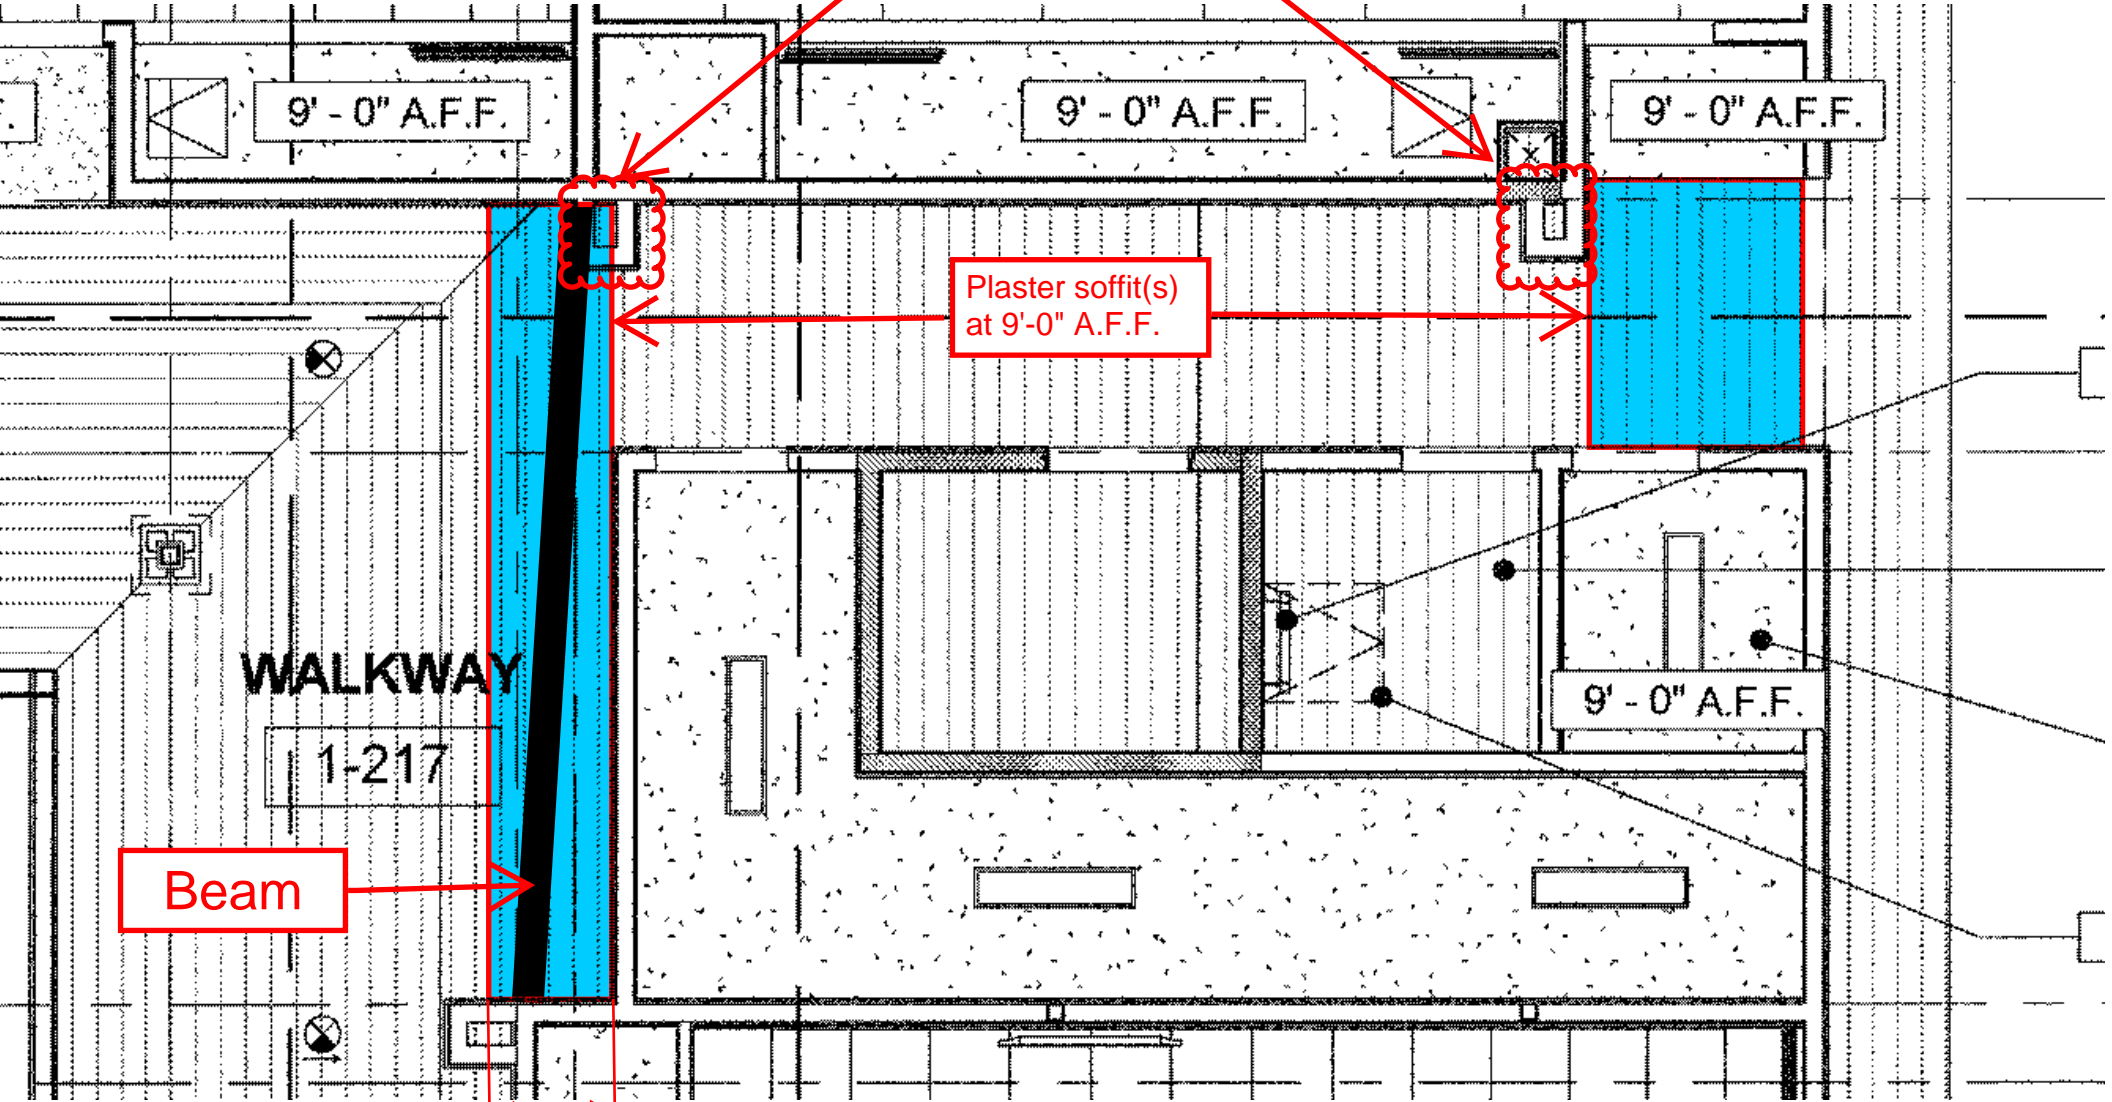 F.
9' - 0" A.F.F.
9' - 0" A.F.F.
9' - 0" A.F.F.
Plaster soffit(s)
at 9'-0" A.F.F.
WALKWAY
1-217
9' - 0" A.F.F.
Beam